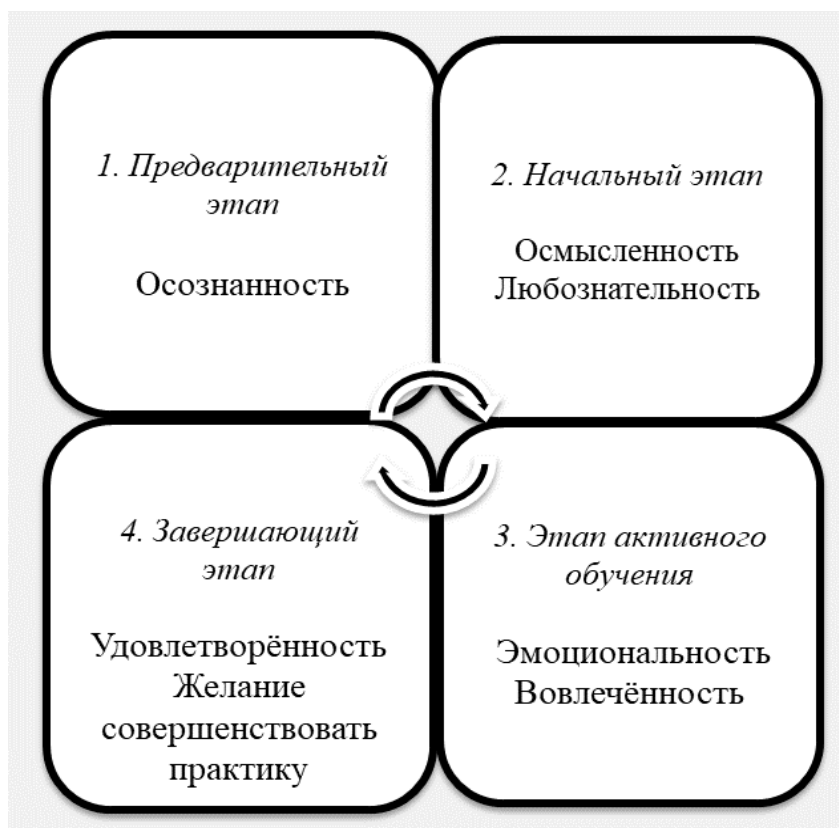 1. Предварительный
этап
Осознанность
2. Начальный этап
Осмысленность
Любознательность
3. Этап активного
обучения
Эмоциональность
Вовлечённость
4. Завершающий
этап
Удовлетворённость
Желание
совершенствовать
практику